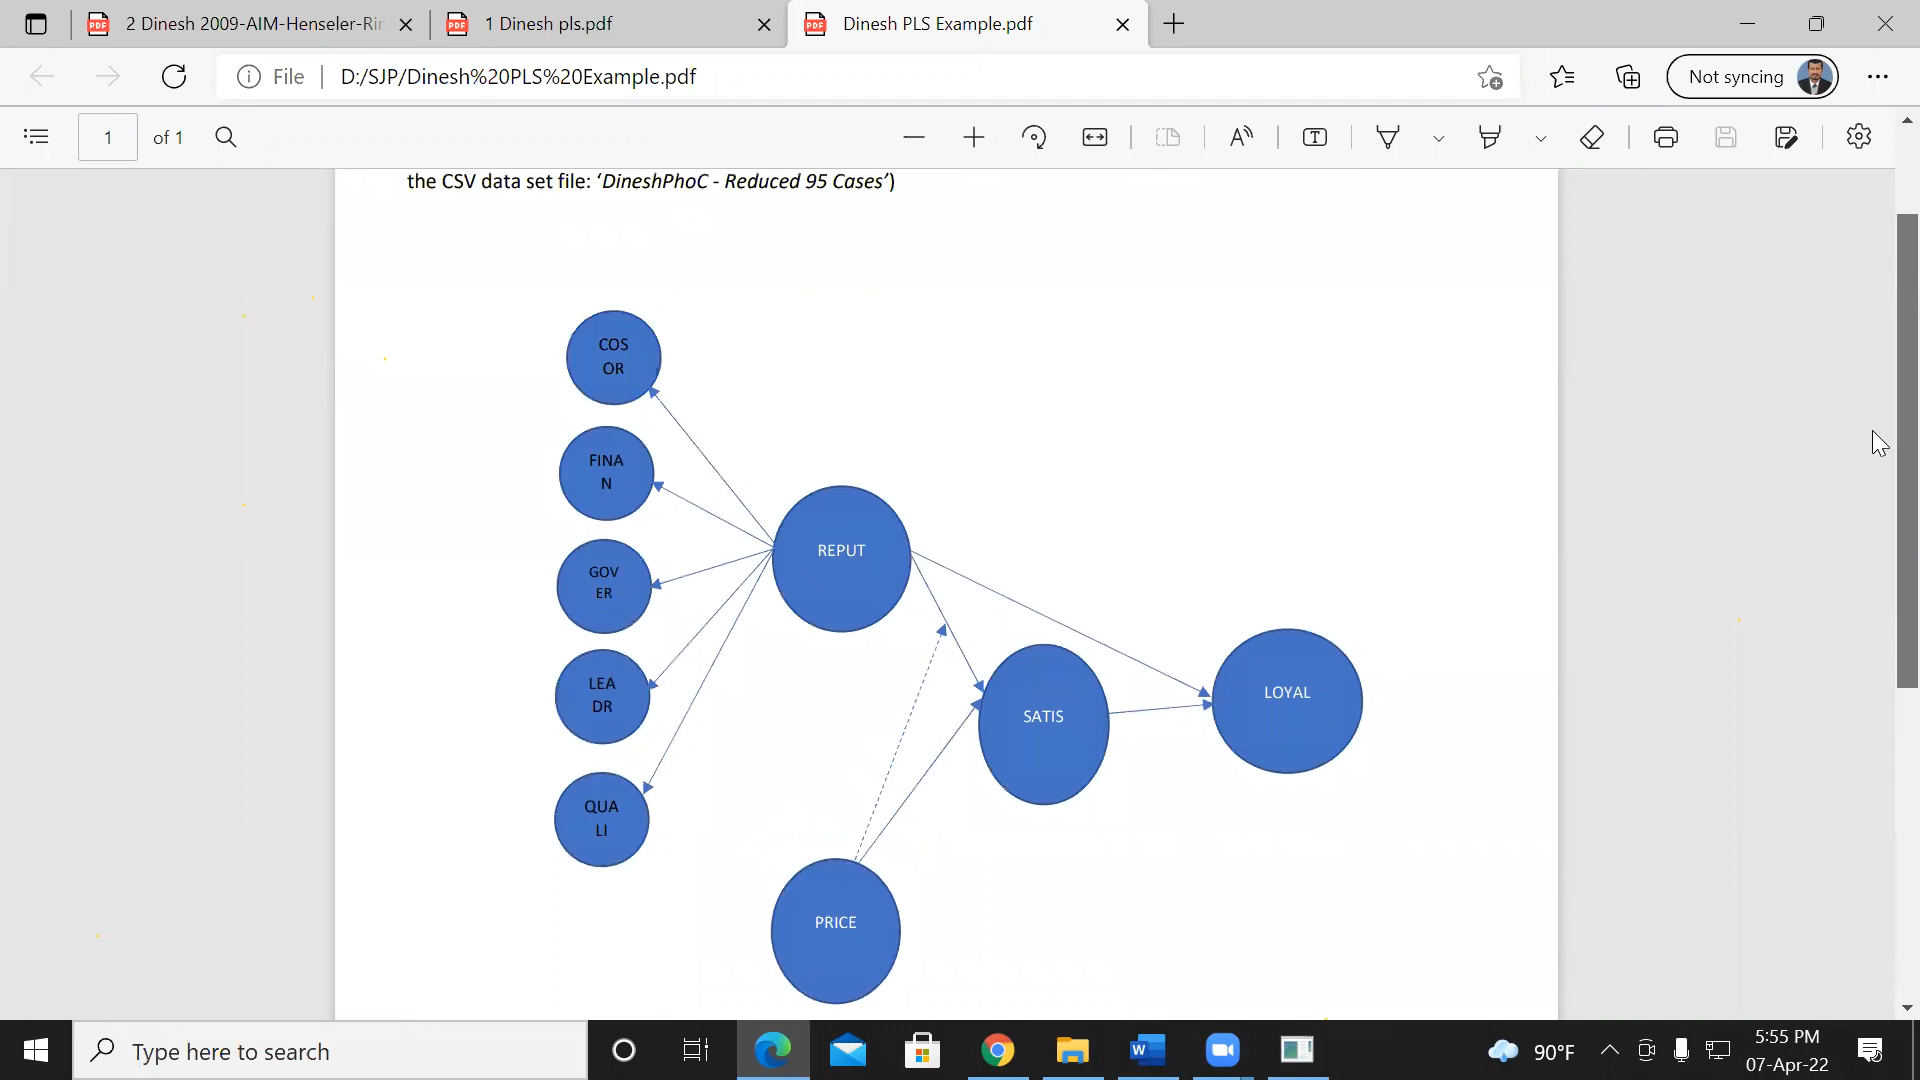 2 Dinesh 2009-AIM-Henseler-Rir
1 Dinesh pls.pdf
Dinesh PLS Example.pdf
File
D:/SJP/Dinesh%20PLS%20Example.pdf
Not syncing
1
of 1
the CSV data set file: ‘DineshPhoC - Reduced 95 Cases’)
COS
OR
FINA
N
GOV
ER
LEA
DR
QUA
LI
REPUT
SATIS
LOYAL
PRICE
Type here to search
90°F
5:55 PM
07-Apr-22